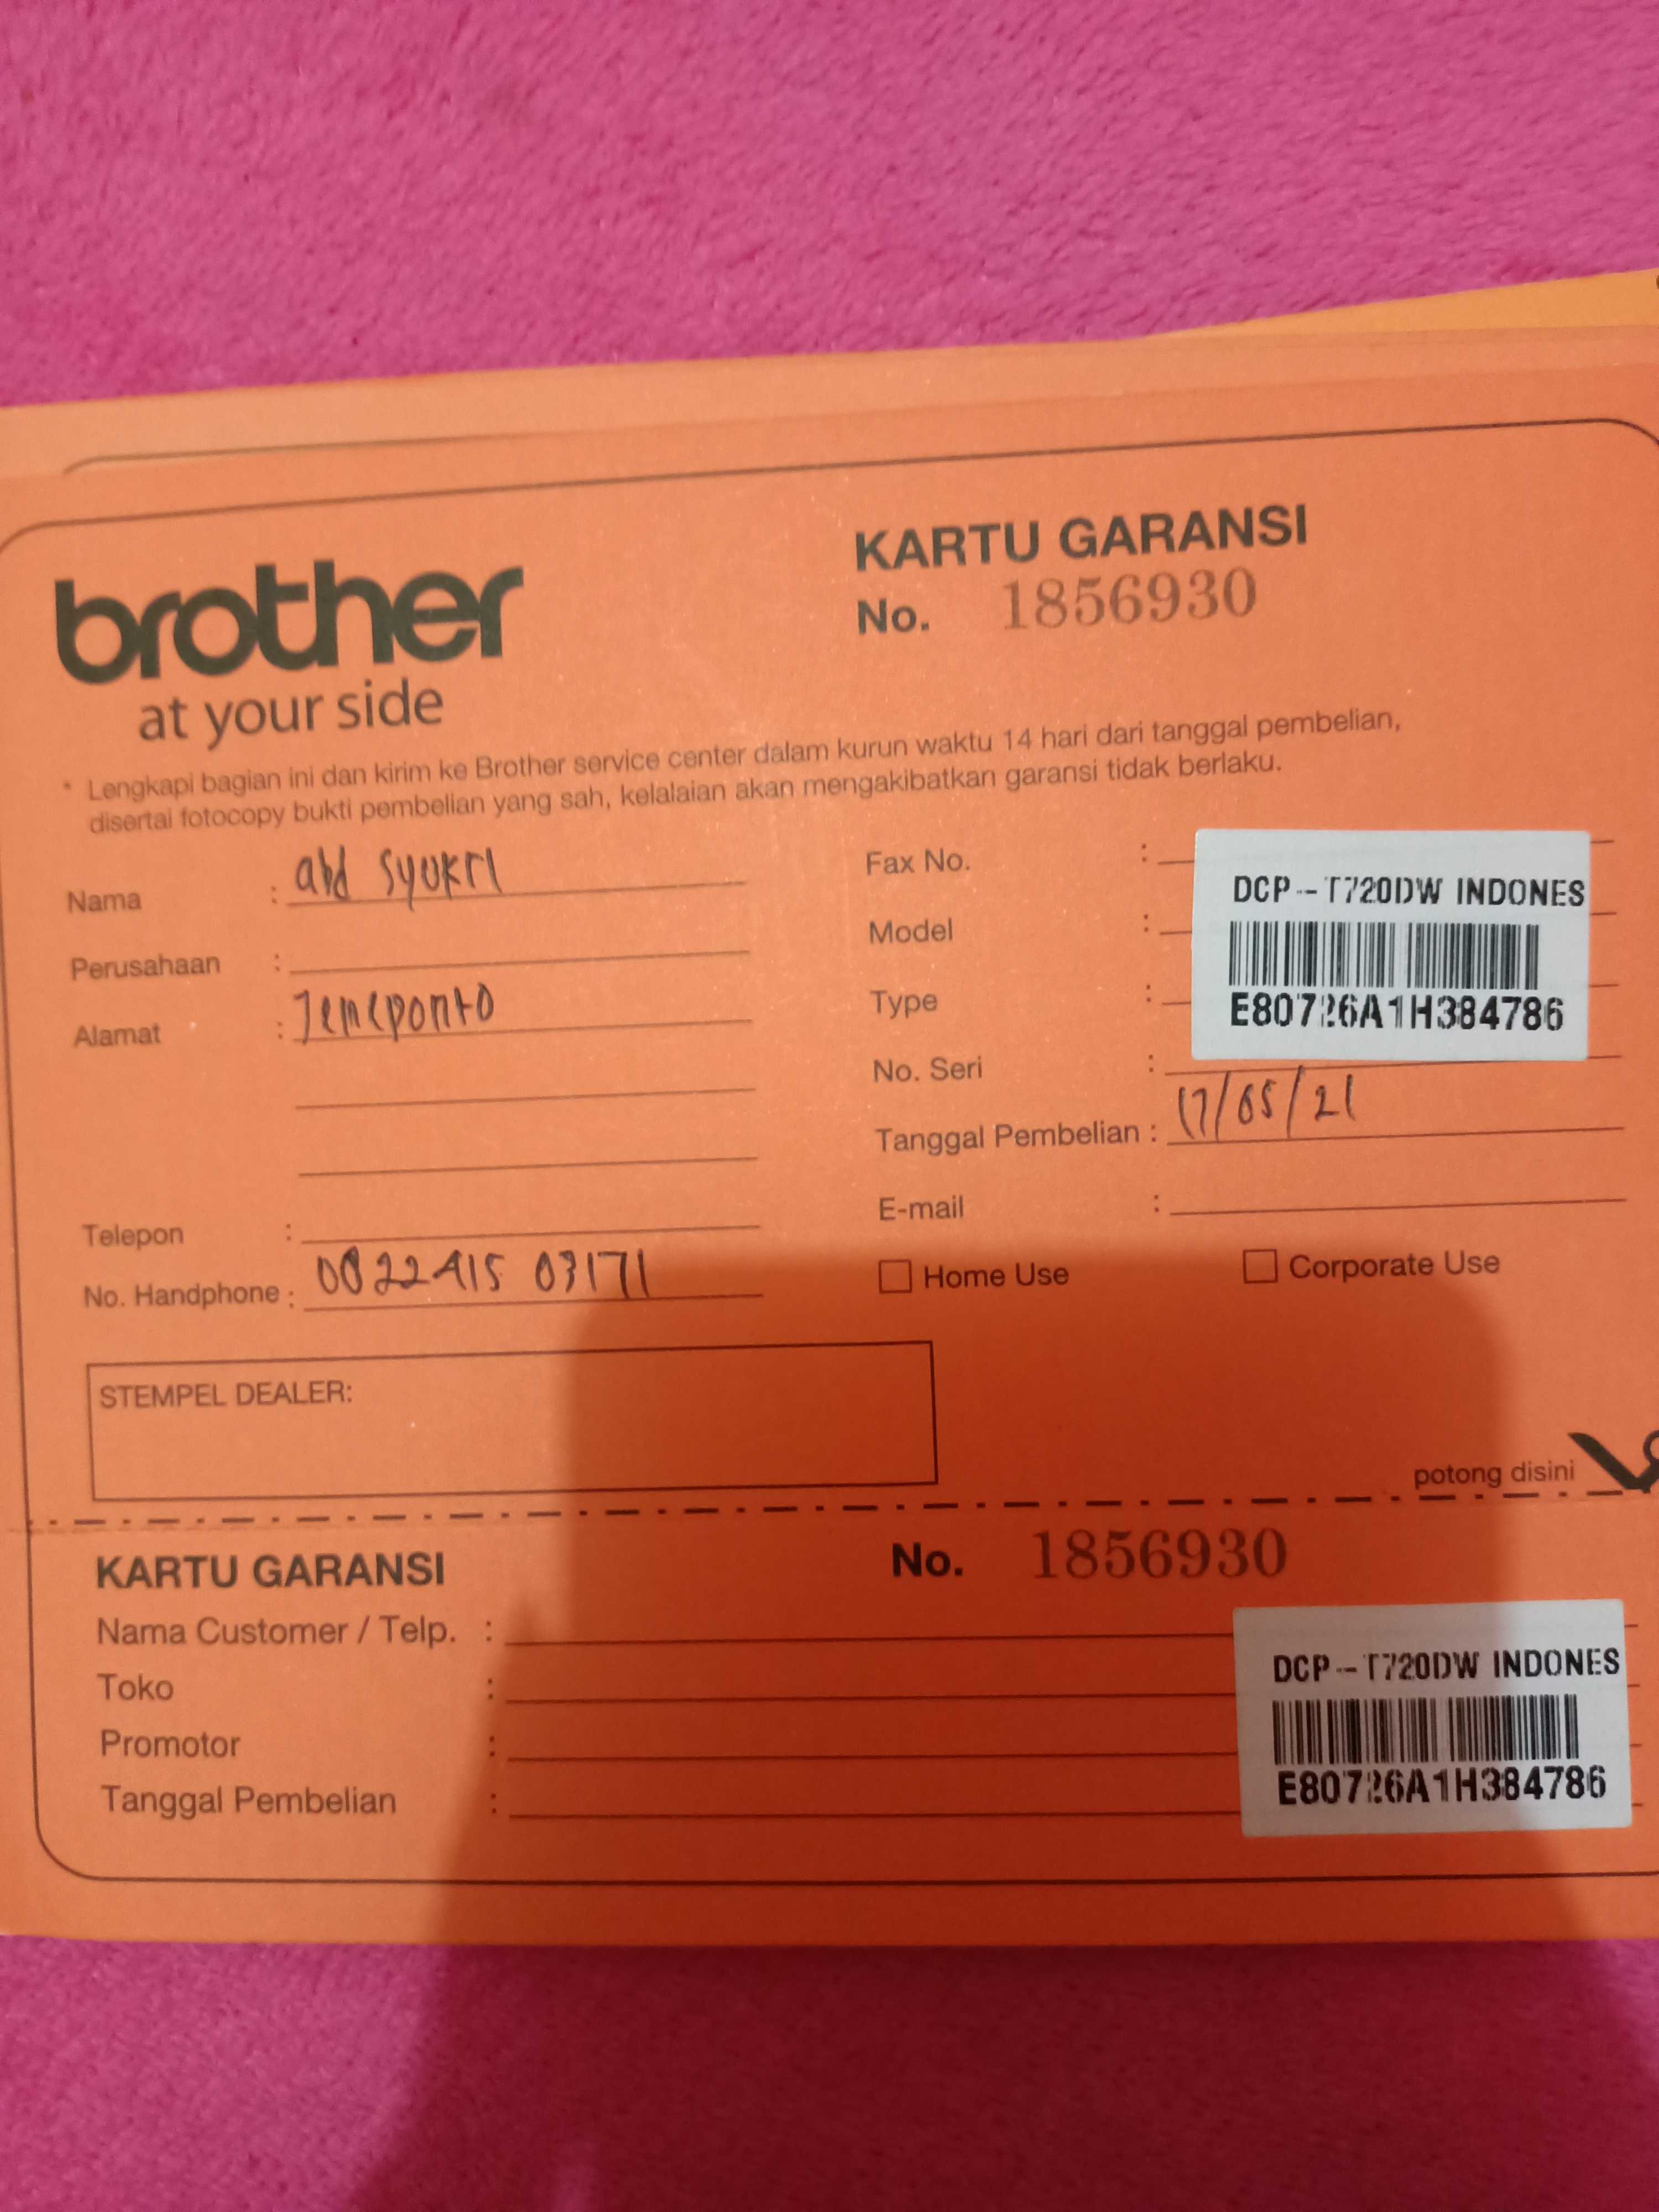 brother
at your side
KARTU GARANSI
No. 1856930
* Lengkapi bagian ini dan kirim ke Brother service center dalam kurun waktu 14 hari dari tanggal pembelian,
disertai fotocopy bukti pembelian yang sah, kelalaian akan mengakibatkan garansi tidak berlaku.
Nama : abd syukri
Perusahaan :
Alamat : Jeneponto
Telepon :
No. Handphone : 0822 415 03171
Fax No. :
Model :
Type :
No. Seri :
DCP-T720DW INDONES
E80726A1H384786
Tanggal Pembelian : 17/05/21
E-mail :
Home Use
Corporate Use
STEMPEL DEALER:
potong disini
KARTU GARANSI
No. 1856930
Nama Customer / Telp. :
Toko :
Promotor :
Tanggal Pembelian :
DCP-T720DW INDONES
E80726A1H384786